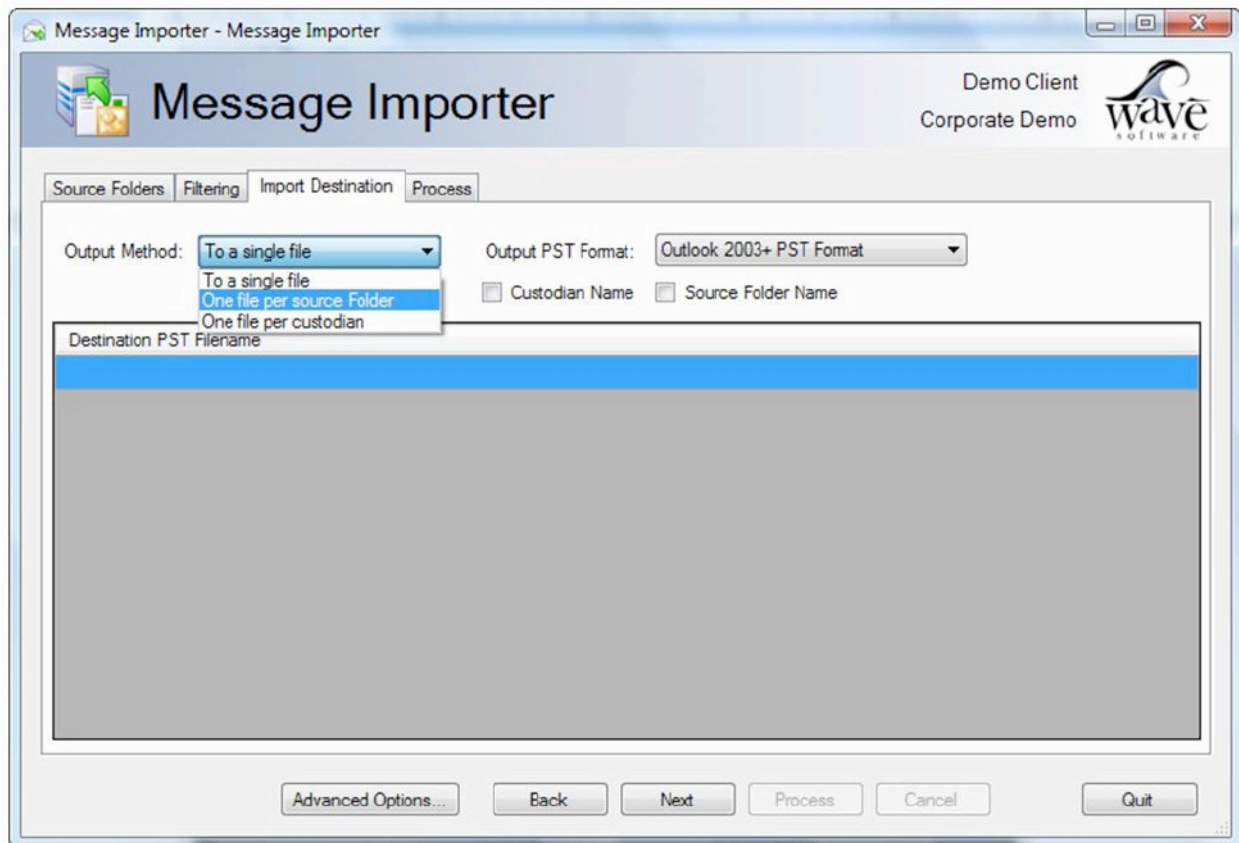 Message Importer - Message Importer
Message Importer
Demo Client
Corporate Demo
wave
software
Source Folders Filtering Import Destination Process
Output Method: To a single file Output PST Format: Outlook 2003+ PST Format
To a single file
One file per source Folder
One file per custodian
Custodian Name Source Folder Name
Destination PST Filename
Advanced Options... Back Next Process Cancel Quit